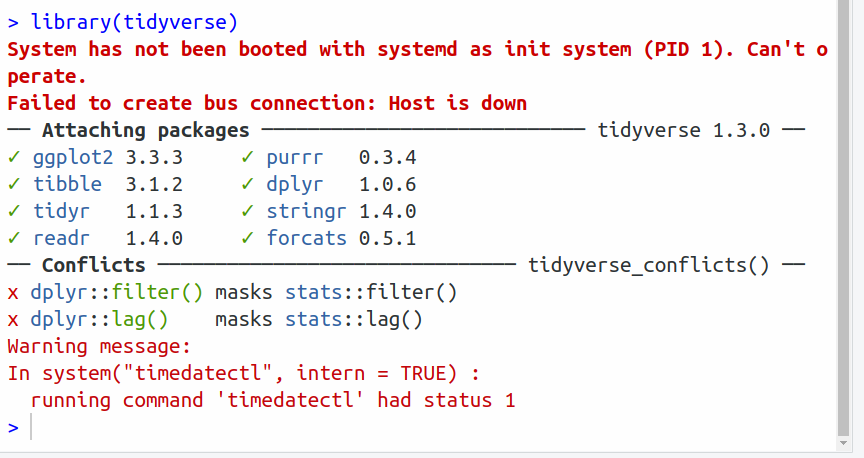 > library(tidyverse)
System has not been booted with systemd as init system (PID 1). Can't o
perate.
Failed to create bus connection: Host is down
── Attaching packages ──────────────────────────── tidyverse 1.3.0 ──
✓ ggplot2 3.3.3     ✓ purrr   0.3.4
✓ tibble  3.1.2     ✓ dplyr   1.0.6
✓ tidyr   1.1.3     ✓ stringr 1.4.0
✓ readr   1.4.0     ✓ forcats 0.5.1
── Conflicts ─────────────────────────────── tidyverse_conflicts() ──
x dplyr::filter() masks stats::filter()
x dplyr::lag()    masks stats::lag()
Warning message:
In system("timedatectl", intern = TRUE) :
  running command 'timedatectl' had status 1
>